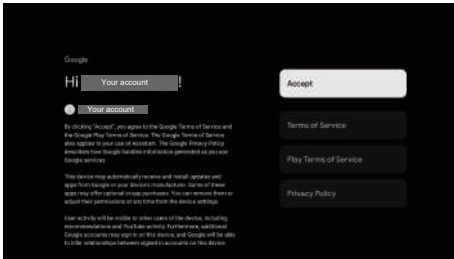 Google
Hi Your account !
Your account
By clicking "Accept", you agree to the Google Terms of Service and
the Google Play Terms of Service. The Google Terms of Service
also applies to your use of Assistant. The Google Privacy Policy
describes how Google handles information generated as you use
Google services.
This device may automatically receive and install updates and
apps from Google or your device's manufacturer. Some of these
apps may offer optional in-app purchases. You can remove them or
adjust their permissions at any time from the device settings.
User activity will be visible to other users of the device, including
recommendations and YouTube activity. Furthermore, additional
Google accounts may sign in on this device, and Google will be able
to infer relationships between signed in accounts on this device.
Accept
Terms of Service
Play Terms of Service
Privacy Policy